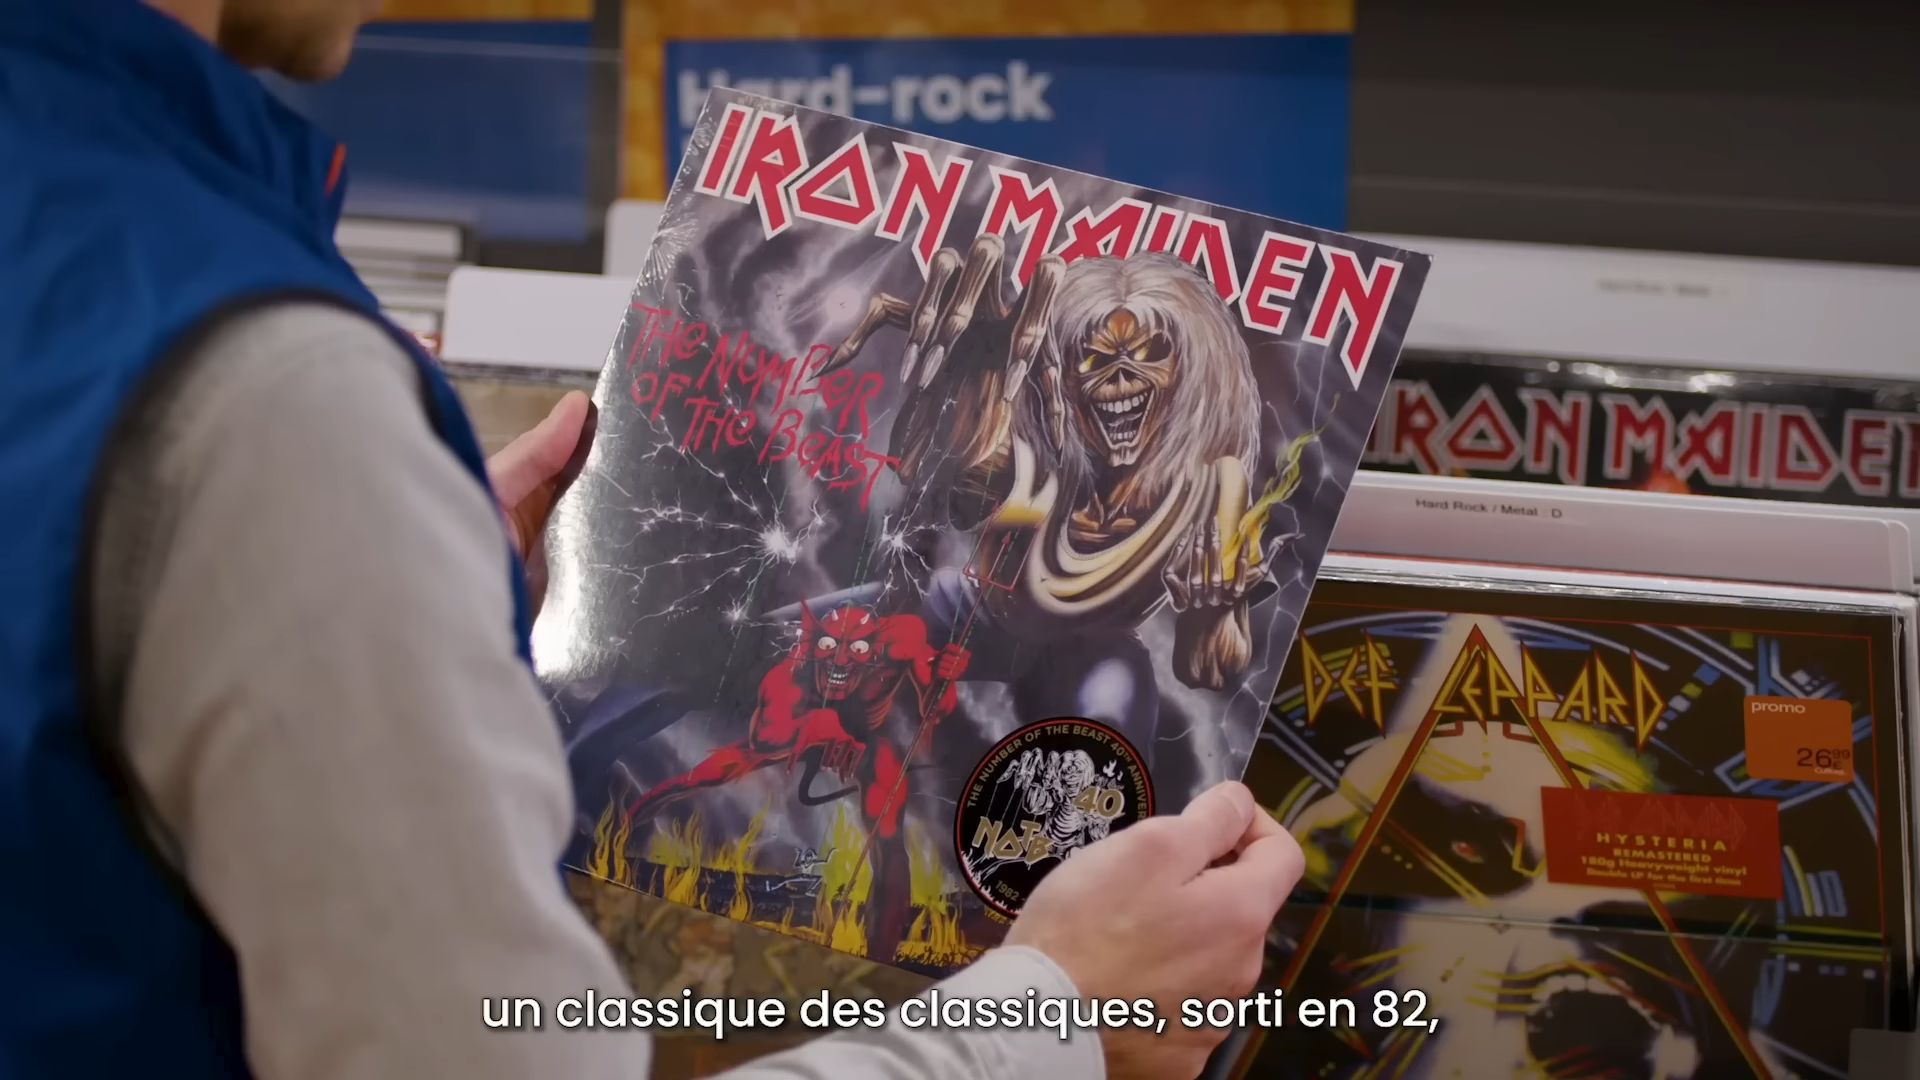 Hard-rock
IRON MAIDEN
THE NUMBER
OF THE BEAST
IRON MAIDEN
Hard Rock / Metal : D
DEF LEPPARD
promo
26€99
HYSTERIA
REMASTERED
180g Heavyweight vinyl
Double LP for the first time
THE NUMBER OF THE BEAST 40TH
40
NOTB
1982
un classique des classiques, sorti en 82,